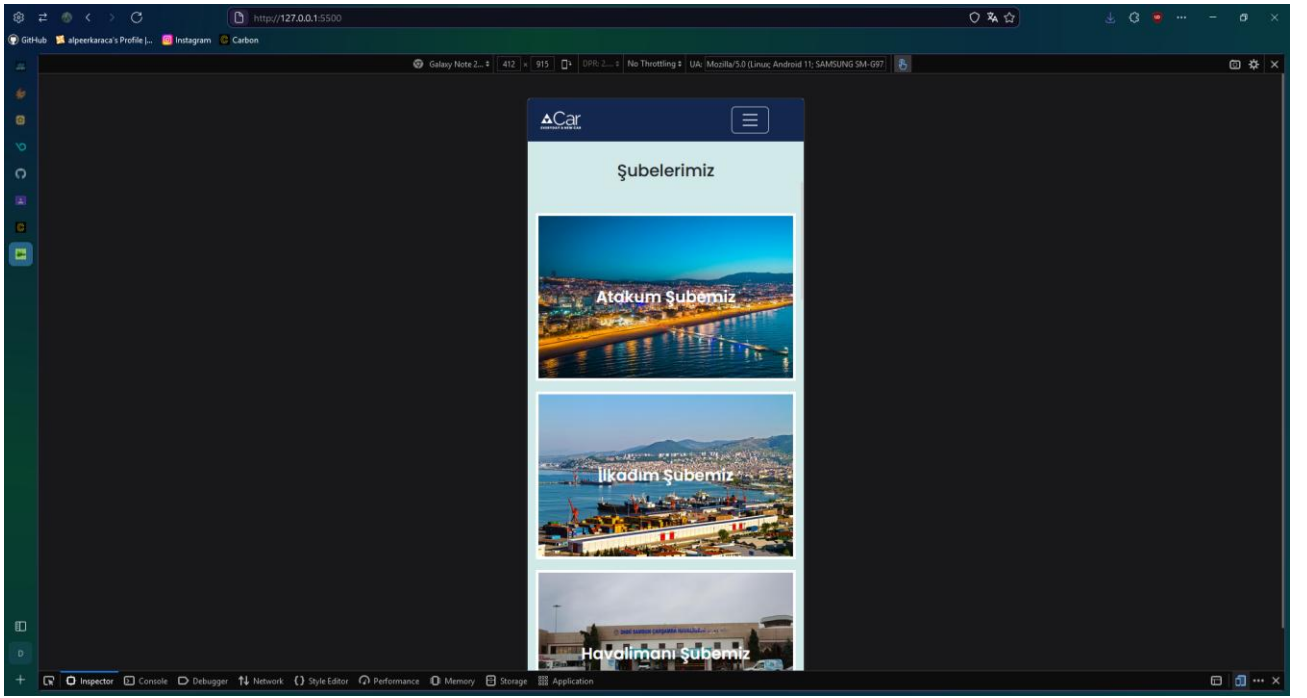 http://127.0.0.1:5500
GitHub alpeerkaraca's Profile |... Instagram Carbon
Galaxy Note 2... 412 × 915 DPR: 2... No Throttling UA: Mozilla/5.0 (Linux; Android 11; SAMSUNG SM-G97
Car
Şubelerimiz
Atakum Şubemiz
İlkadım Şubemiz
Havalimanı Şubemiz
D
Inspector Console Debugger Network Style Editor Performance Memory Storage Application